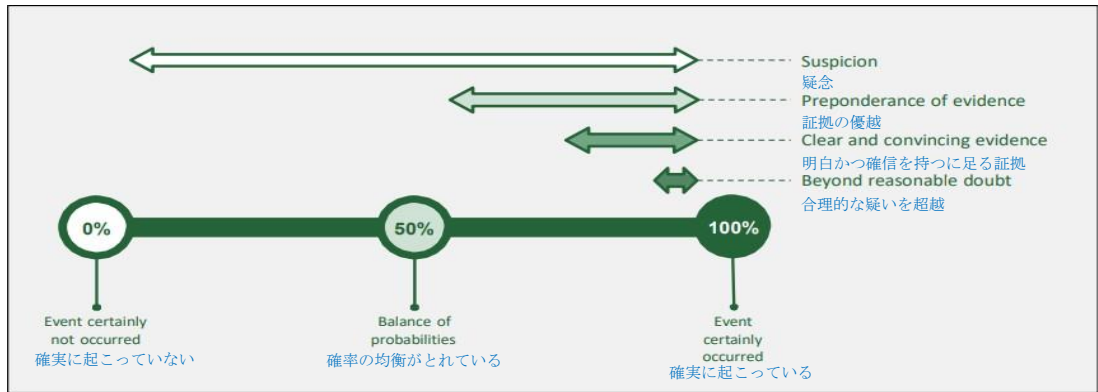 Suspicion
疑念
Preponderance of evidence
証拠の優越
Clear and convincing evidence
明白かつ確信を持つに足る証拠
Beyond reasonable doubt
合理的な疑いを超越
0%
50%
100%
Event certainly
not occurred
確実に起こっていない
Balance of
probabilities
確率の均衡がとれている
Event
certainly
occurred
確実に起こっている